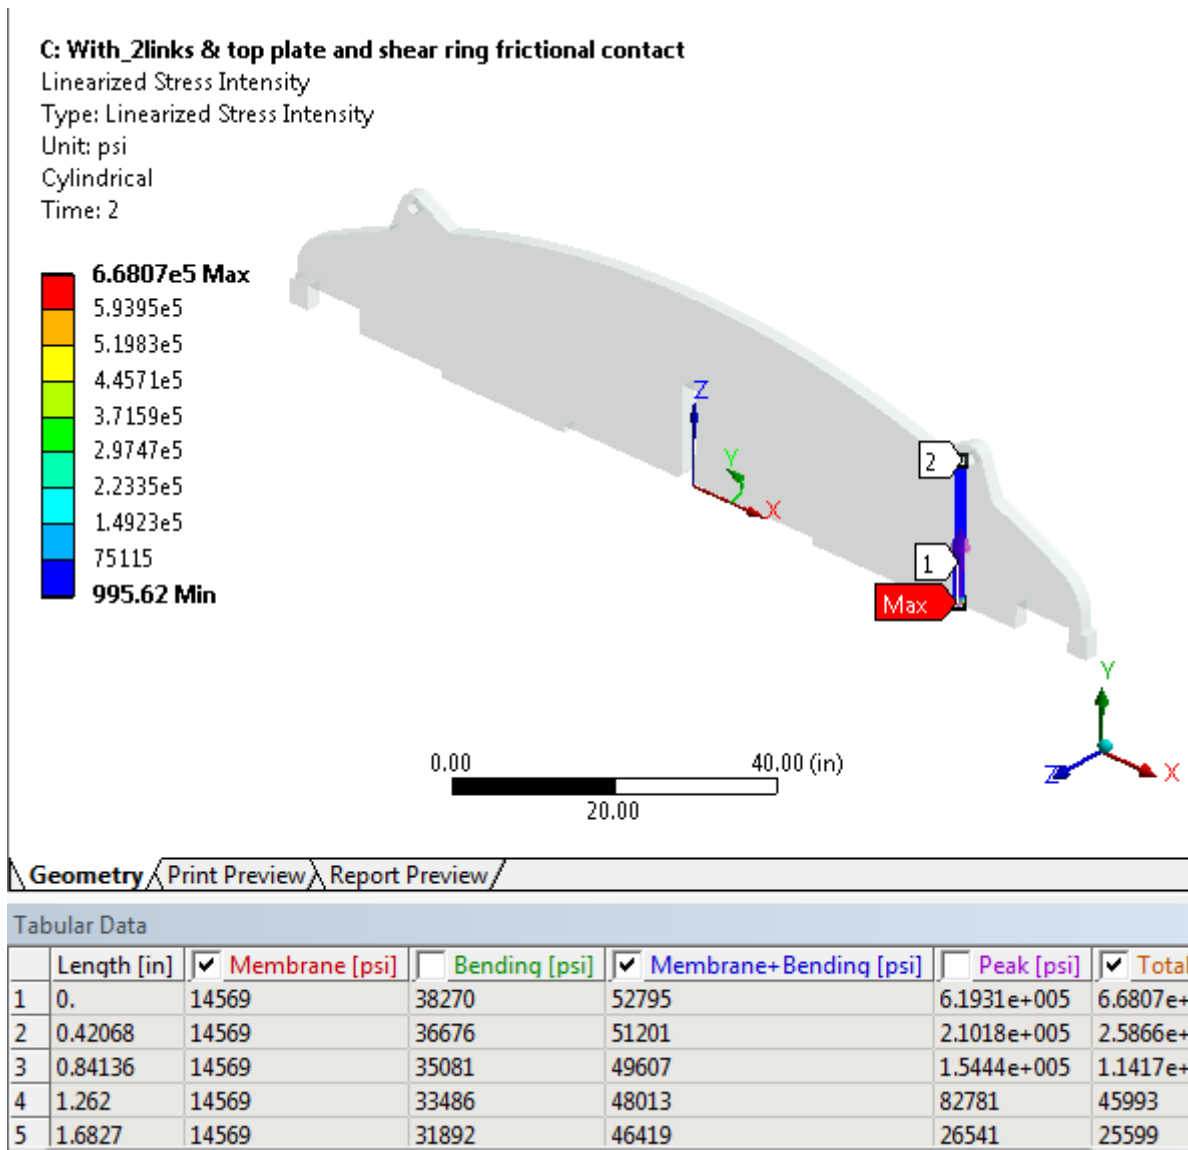 C: With_2links & top plate and shear ring frictional contact
Linearized Stress Intensity
Type: Linearized Stress Intensity
Unit: psi
Cylindrical
Time: 2
6.6807e5 Max
5.9395e5
5.1983e5
4.4571e5
3.7159e5
2.9747e5
2.2335e5
1.4923e5
75115
995.62 Min
Z
Y
X
2
1
Max
Y
Z X
0.00 40.00 (in)
20.00
Geometry Print Preview Report Preview
Tabular Data
Length [in] Membrane [psi] Bending [psi] Membrane+Bending [psi] Peak [psi] Total
1 0. 14569 38270 52795 6.1931e+005 6.6807e+
2 0.42068 14569 36676 51201 2.1018e+005 2.5866e+
3 0.84136 14569 35081 49607 1.5444e+005 1.1417e+
4 1.262 14569 33486 48013 82781 45993
5 1.6827 14569 31892 46419 26541 25599